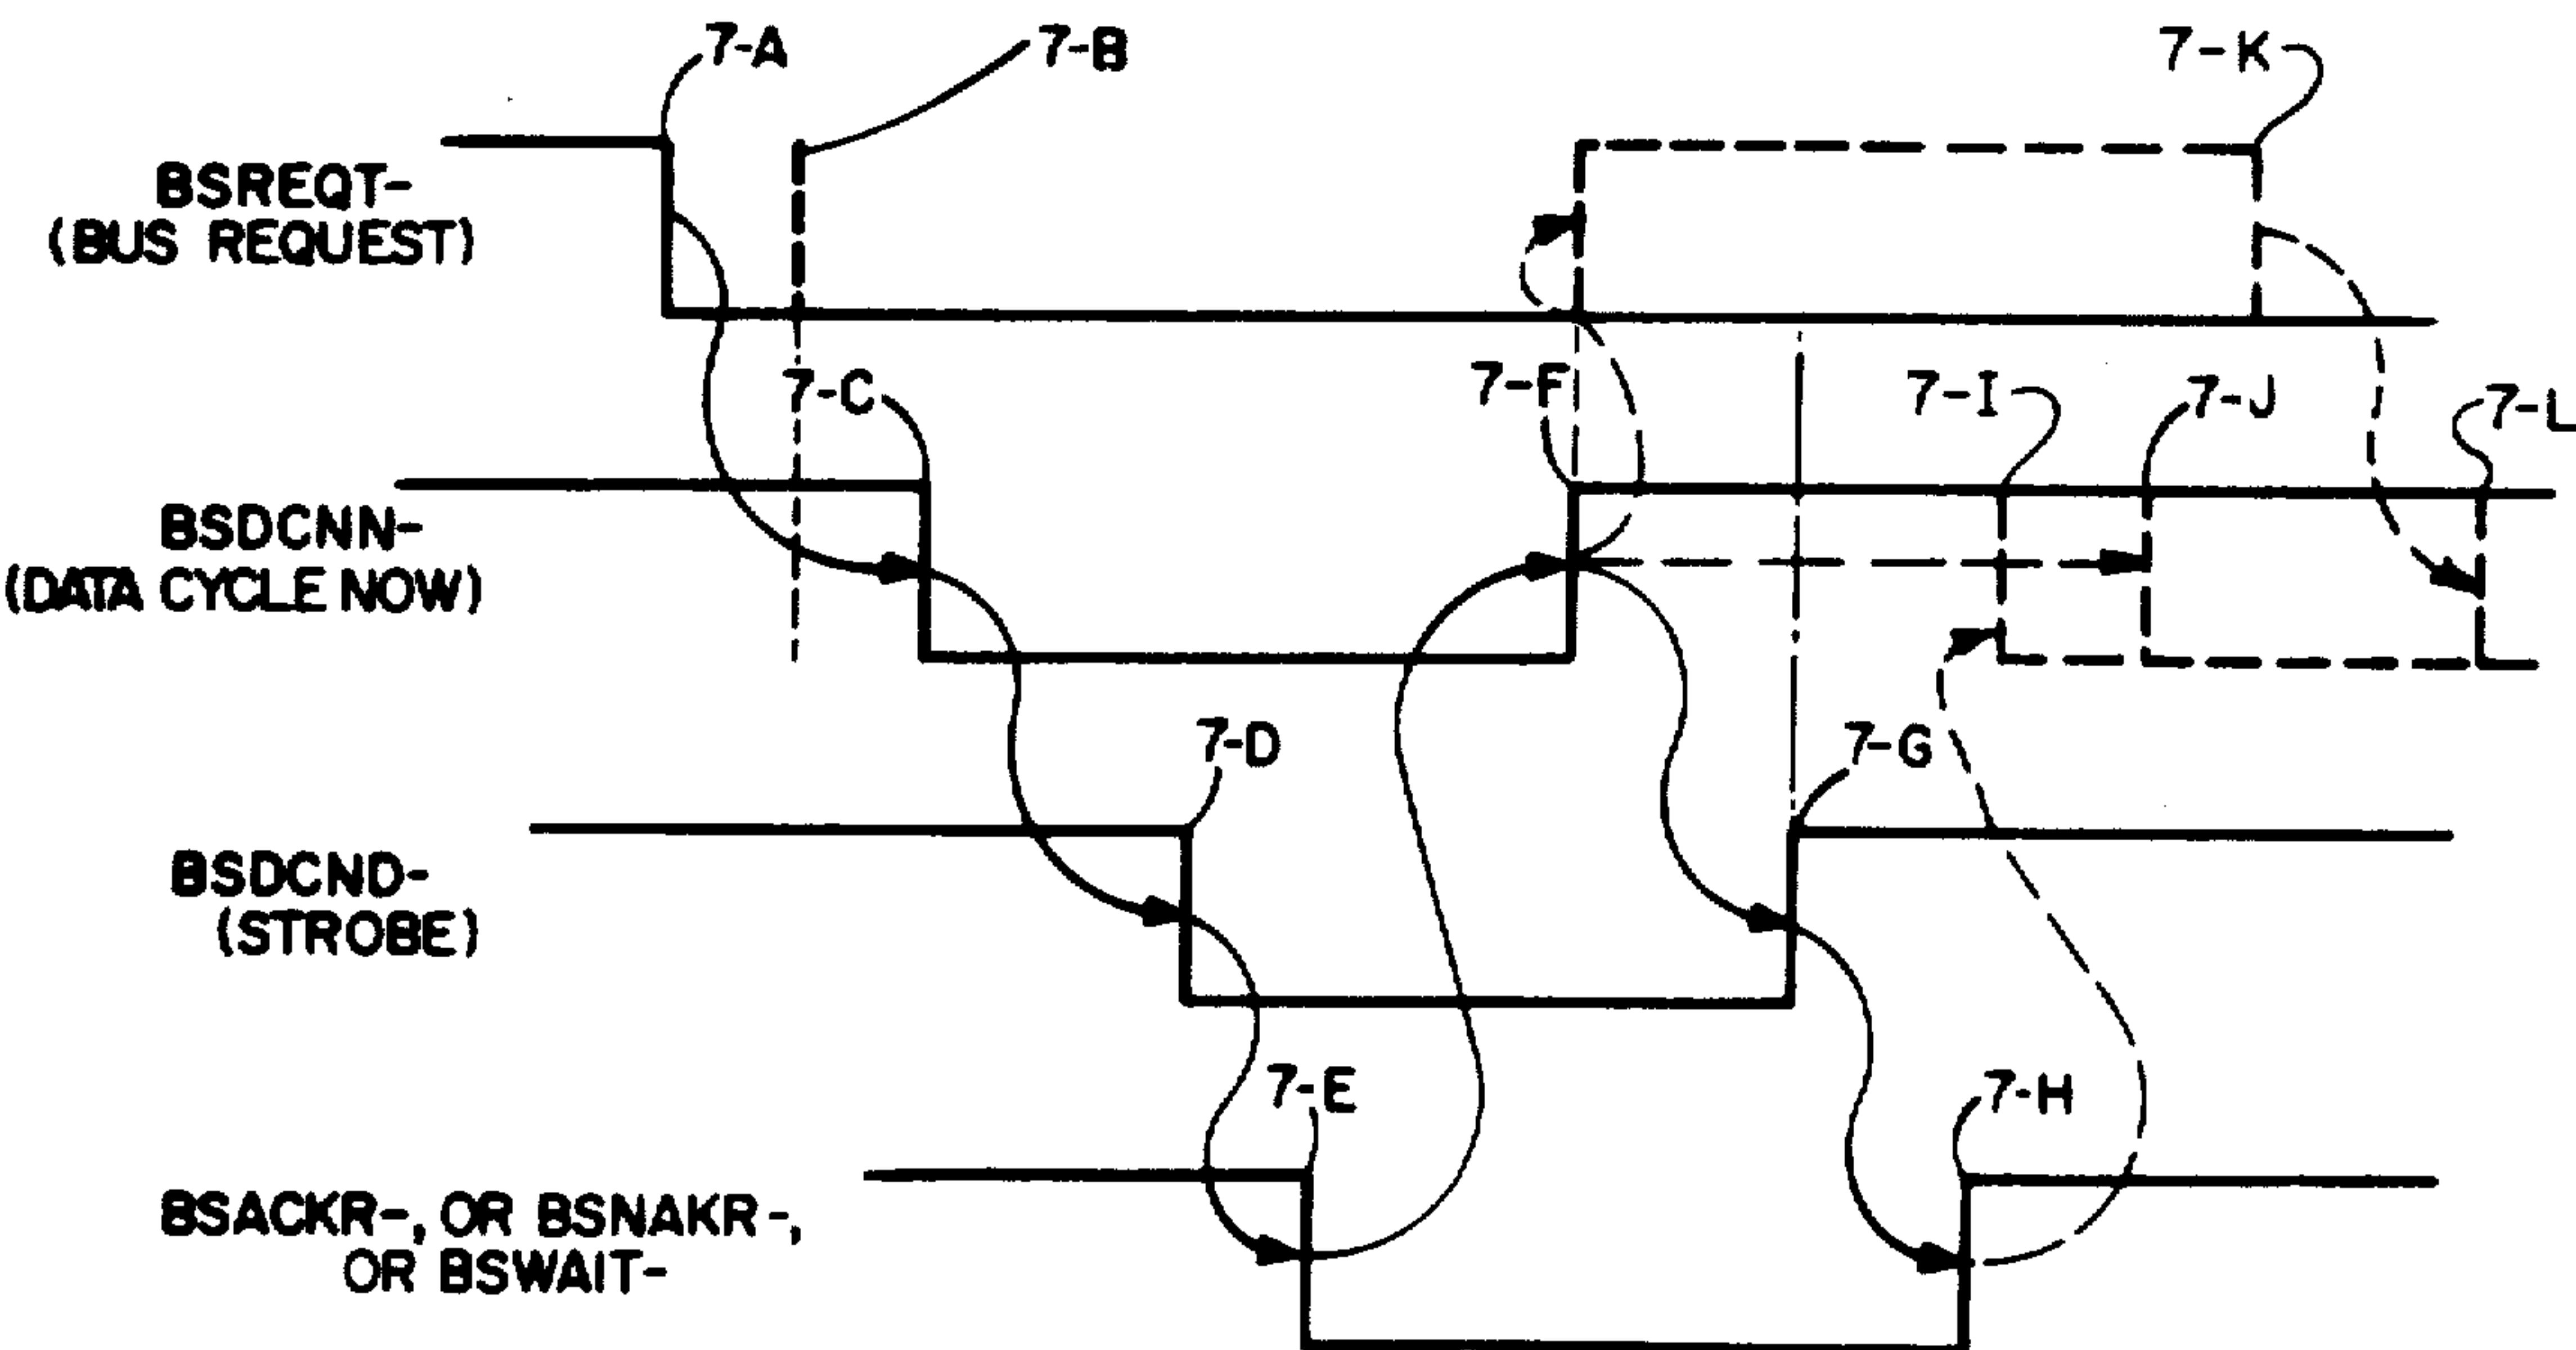 7-A
7-B
7-K
BSREQT-
(BUS REQUEST)
7-C
7-F
7-I
7-J
7-L
BSDCNN-
(DATA CYCLE NOW)
7-D
7-G
BSDCND-
(STROBE)
7-E
7-H
BSACKR-, OR BSNAKR-,
OR BSWAIT-